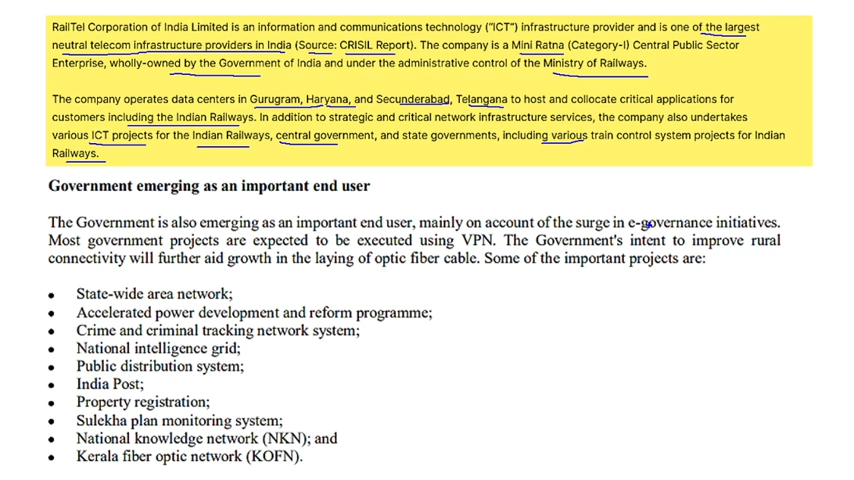 RailTel Corporation of India Limited is an information and communications technology ("ICT") infrastructure provider and is one of the largest
neutral telecom infrastructure providers in India (Source: CRISIL Report). The company is a Mini Ratna (Category-I) Central Public Sector
Enterprise, wholly-owned by the Government of India and under the administrative control of the Ministry of Railways.
The company operates data centers in Gurugram, Haryana, and Secunderabad, Telangana to host and collocate critical applications for
customers including the Indian Railways. In addition to strategic and critical network infrastructure services, the company also undertakes
various ICT projects for the Indian Railways, central government, and state governments, including various train control system projects for Indian
Railways.
Government emerging as an important end user
The Government is also emerging as an important end user, mainly on account of the surge in e-governance initiatives.
Most government projects are expected to be executed using VPN. The Government's intent to improve rural
connectivity will further aid growth in the laying of optic fiber cable. Some of the important projects are:
• State-wide area network;
• Accelerated power development and reform programme;
• Crime and criminal tracking network system;
• National intelligence grid;
• Public distribution system;
• India Post;
• Property registration;
• Sulekha plan monitoring system;
• National knowledge network (NKN); and
• Kerala fiber optic network (KOFN).